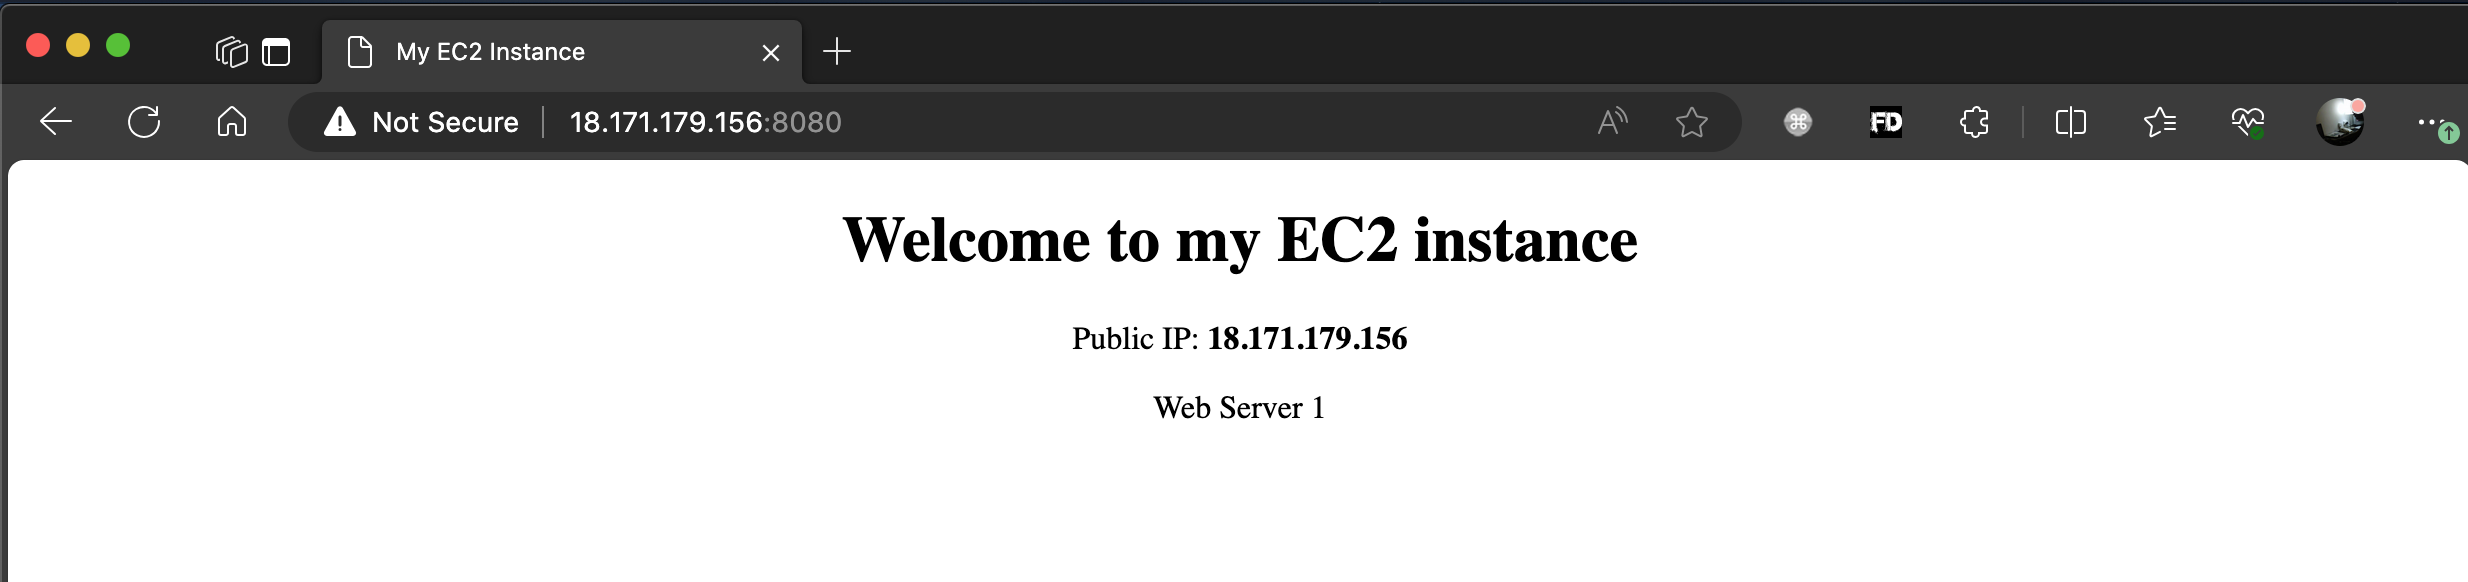 My EC2 Instance
Not Secure
18.171.179.156:8080
A
FD
Welcome to my EC2 instance
Public IP: 18.171.179.156
Web Server 1